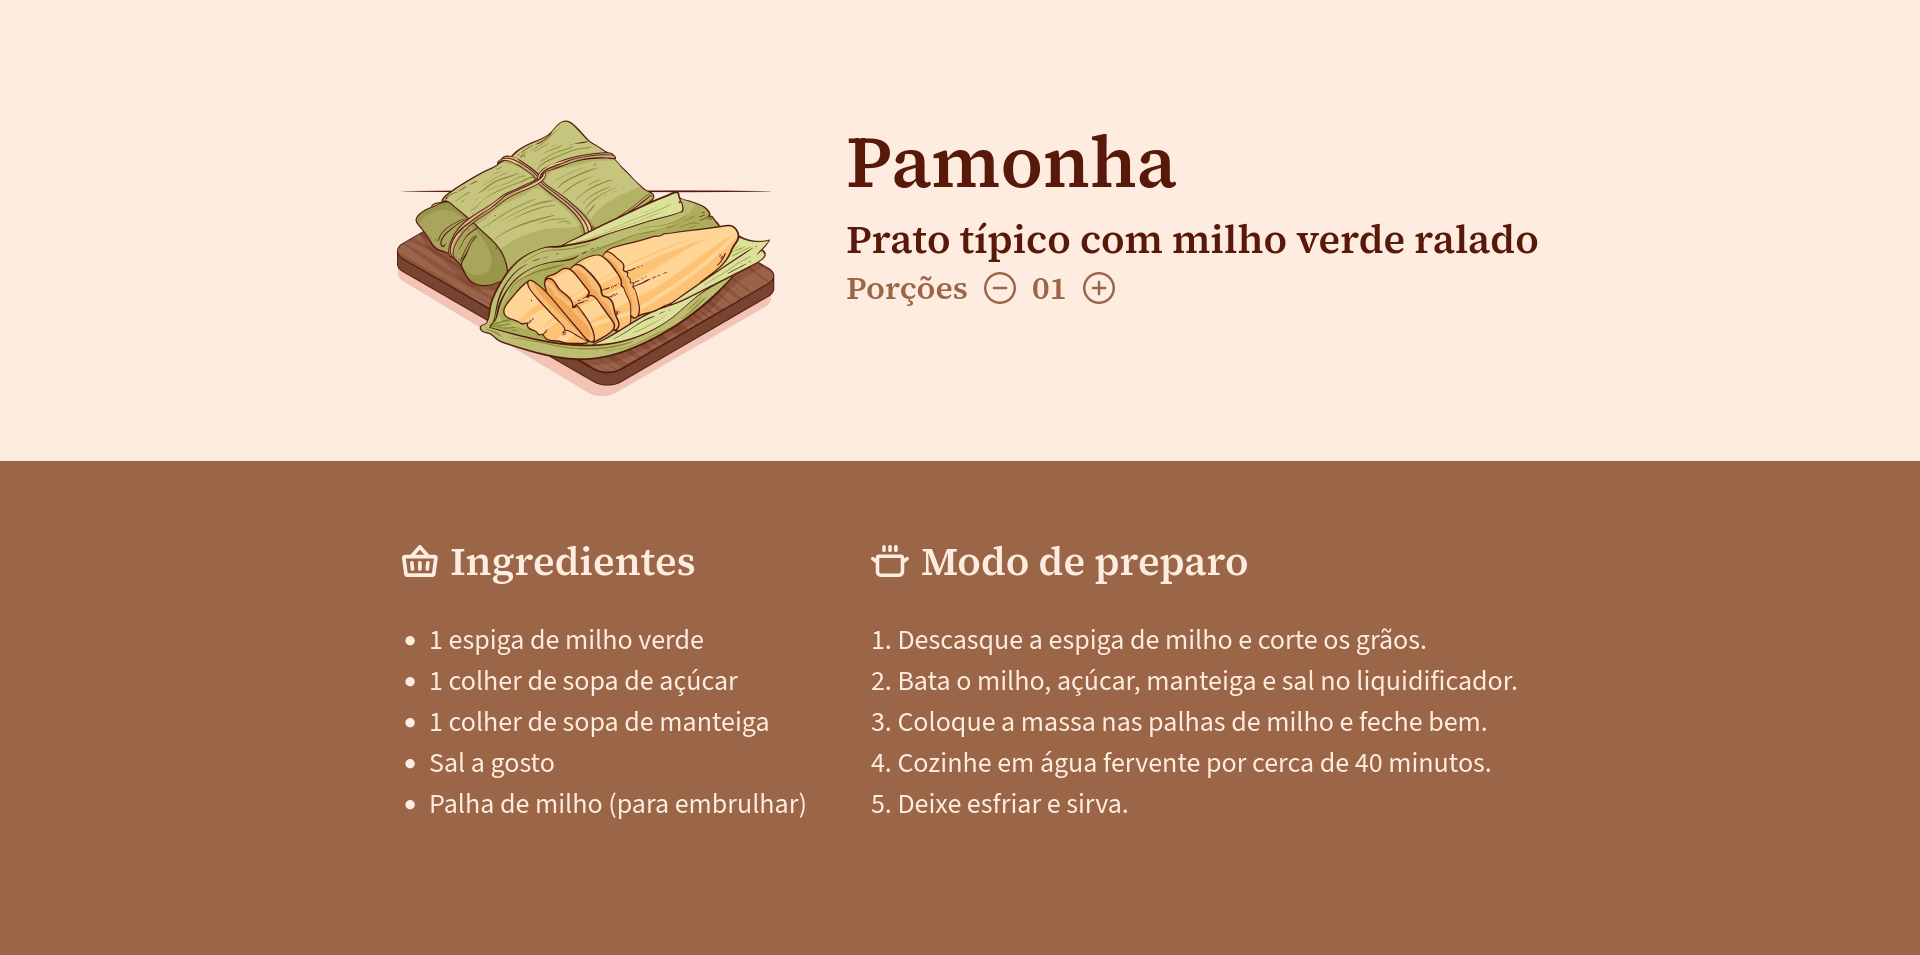 Pamonha
Prato típico com milho verde ralado
Porções 01
Ingredientes
• 1 espiga de milho verde
• 1 colher de sopa de açúcar
• 1 colher de sopa de manteiga
• Sal a gosto
• Palha de milho (para embrulhar)
Modo de preparo
1. Descasque a espiga de milho e corte os grãos.
2. Bata o milho, açúcar, manteiga e sal no liquidificador.
3. Coloque a massa nas palhas de milho e feche bem.
4. Cozinhe em água fervente por cerca de 40 minutos.
5. Deixe esfriar e sirva.